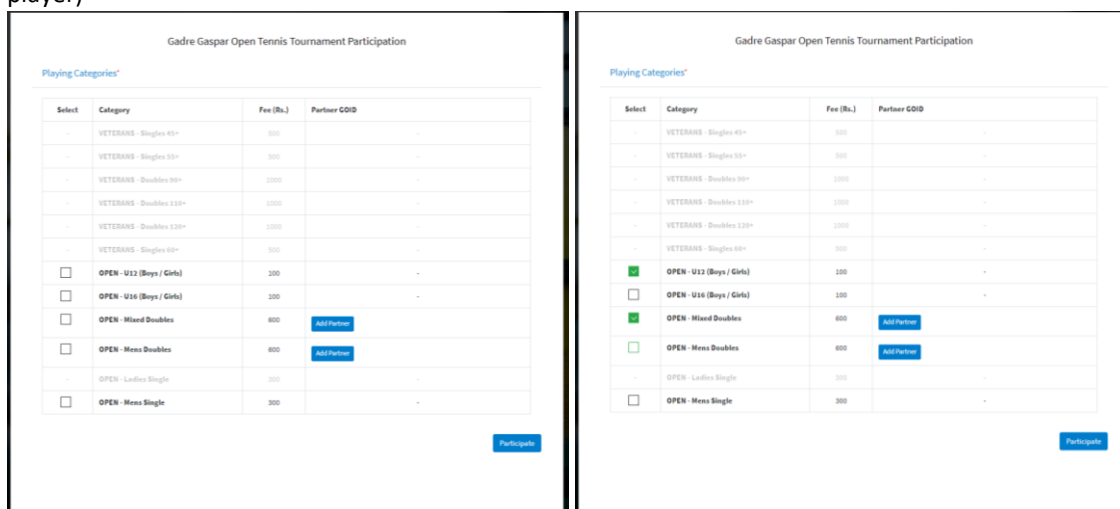 player)
Gadre Gaspar Open Tennis Tournament Participation
Playing Categories*
Select Category Fee (Rs.) Partner GOID
- VETERANS - Singles 45+ 500 -
- VETERANS - Singles 55+ 500 -
- VETERANS - Doubles 90+ 1000 -
- VETERANS - Doubles 110+ 1000 -
- VETERANS - Doubles 120+ 1000 -
- VETERANS - Singles 60+ 500 -
OPEN - U12 (Boys / Girls) 100 -
OPEN - U16 (Boys / Girls) 100 -
OPEN - Mixed Doubles 600 Add Partner
OPEN - Mens Doubles 600 Add Partner
- OPEN - Ladies Single 300 -
OPEN - Mens Single 300 -
Participate
Gadre Gaspar Open Tennis Tournament Participation
Playing Categories*
Select Category Fee (Rs.) Partner GOID
- VETERANS - Singles 45+ 500 -
- VETERANS - Singles 55+ 500 -
- VETERANS - Doubles 90+ 1000 -
- VETERANS - Doubles 110+ 1000 -
- VETERANS - Doubles 120+ 1000 -
- VETERANS - Singles 60+ 500 -
OPEN - U12 (Boys / Girls) 100 -
OPEN - U16 (Boys / Girls) 100 -
OPEN - Mixed Doubles 600 Add Partner
OPEN - Mens Doubles 600 Add Partner
- OPEN - Ladies Single 300 -
OPEN - Mens Single 300 -
Participate